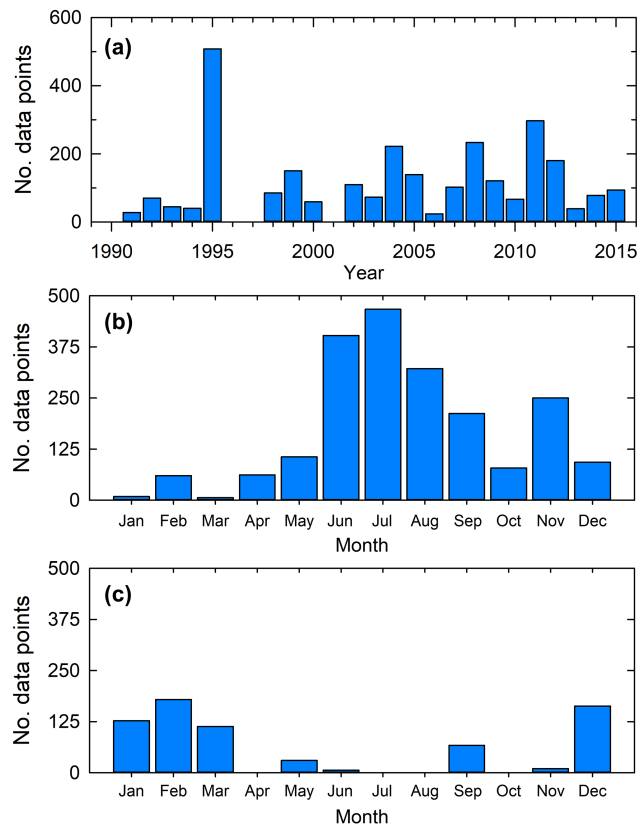 (a)
No. data points
600
400
200
0
1990 1995 2000 2005 2010 2015
Year
(b)
No. data points
500
375
250
125
0
Jan Feb Mar Apr May Jun Jul Aug Sep Oct Nov Dec
Month
(c)
No. data points
500
375
250
125
0
Jan Feb Mar Apr May Jun Jul Aug Sep Oct Nov Dec
Month